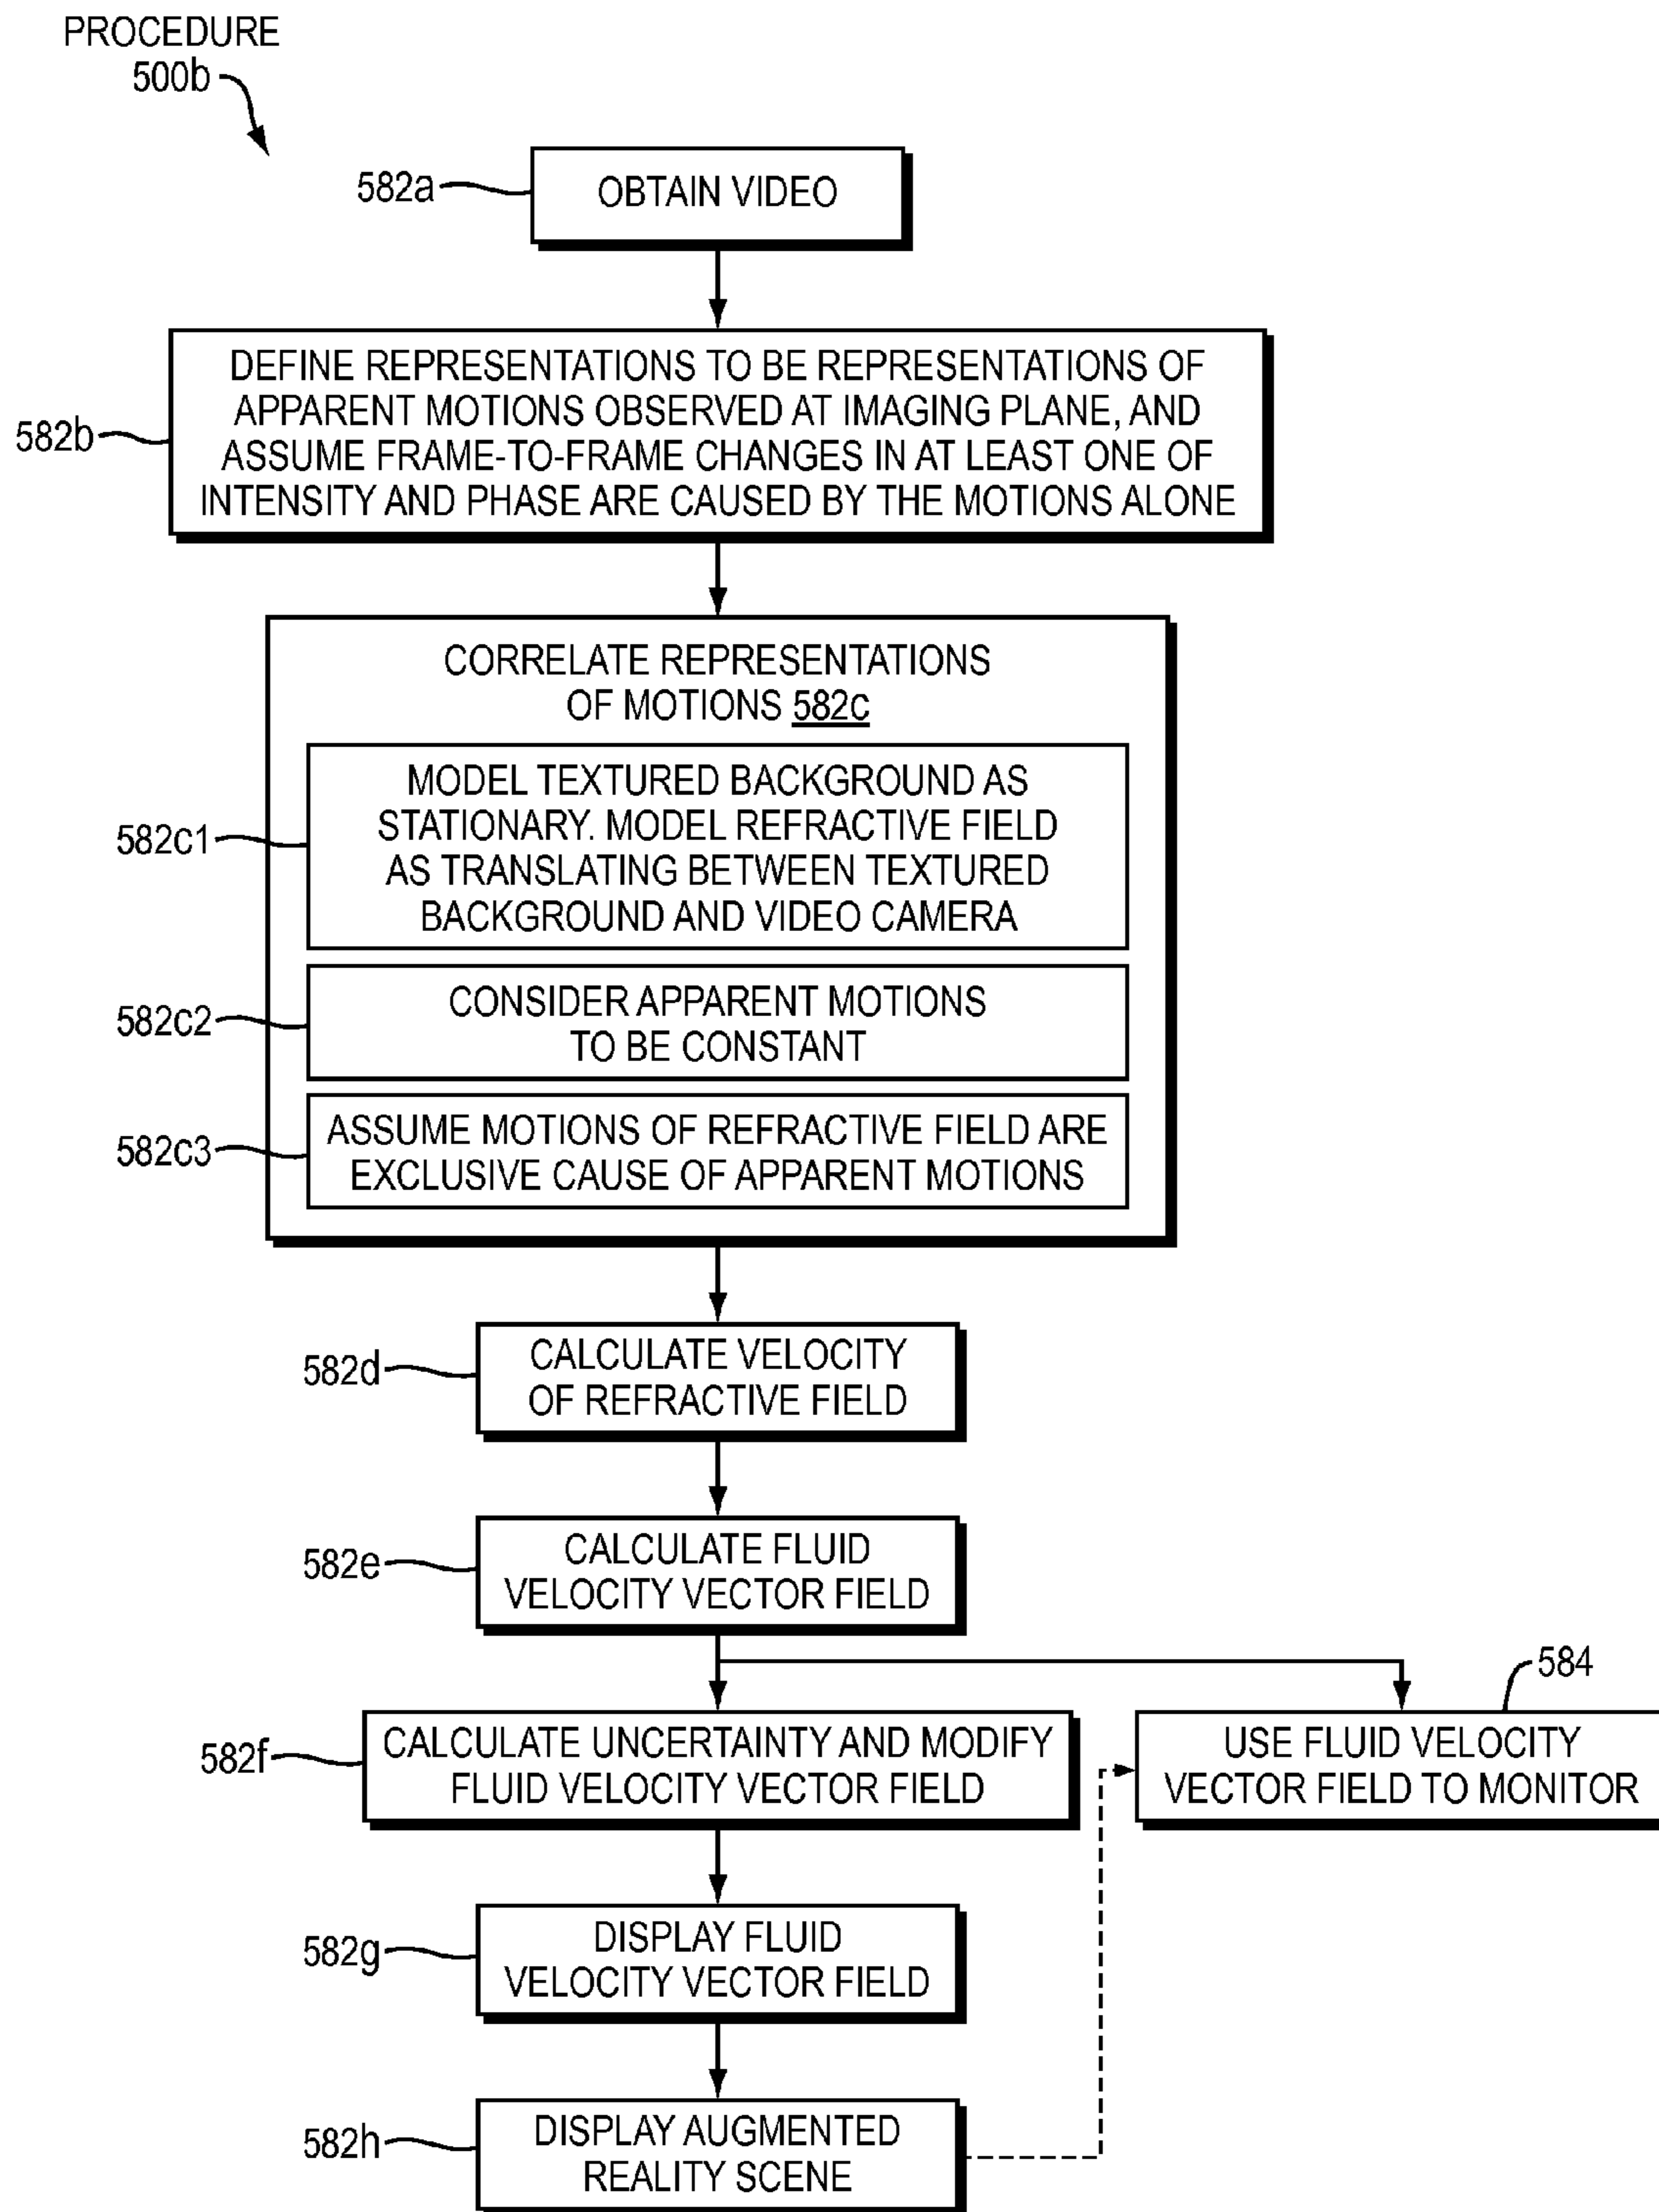 PROCEDURE
500b
582a
OBTAIN VIDEO
582b
DEFINE REPRESENTATIONS TO BE REPRESENTATIONS OF
APPARENT MOTIONS OBSERVED AT IMAGING PLANE, AND
ASSUME FRAME-TO-FRAME CHANGES IN AT LEAST ONE OF
INTENSITY AND PHASE ARE CAUSED BY THE MOTIONS ALONE
CORRELATE REPRESENTATIONS
OF MOTIONS 582c
582c1
MODEL TEXTURED BACKGROUND AS
STATIONARY. MODEL REFRACTIVE FIELD
AS TRANSLATING BETWEEN TEXTURED
BACKGROUND AND VIDEO CAMERA
582c2
CONSIDER APPARENT MOTIONS
TO BE CONSTANT
582c3
ASSUME MOTIONS OF REFRACTIVE FIELD ARE
EXCLUSIVE CAUSE OF APPARENT MOTIONS
582d
CALCULATE VELOCITY
OF REFRACTIVE FIELD
582e
CALCULATE FLUID
VELOCITY VECTOR FIELD
582f
CALCULATE UNCERTAINTY AND MODIFY
FLUID VELOCITY VECTOR FIELD
584
USE FLUID VELOCITY
VECTOR FIELD TO MONITOR
582g
DISPLAY FLUID
VELOCITY VECTOR FIELD
582h
DISPLAY AUGMENTED
REALITY SCENE